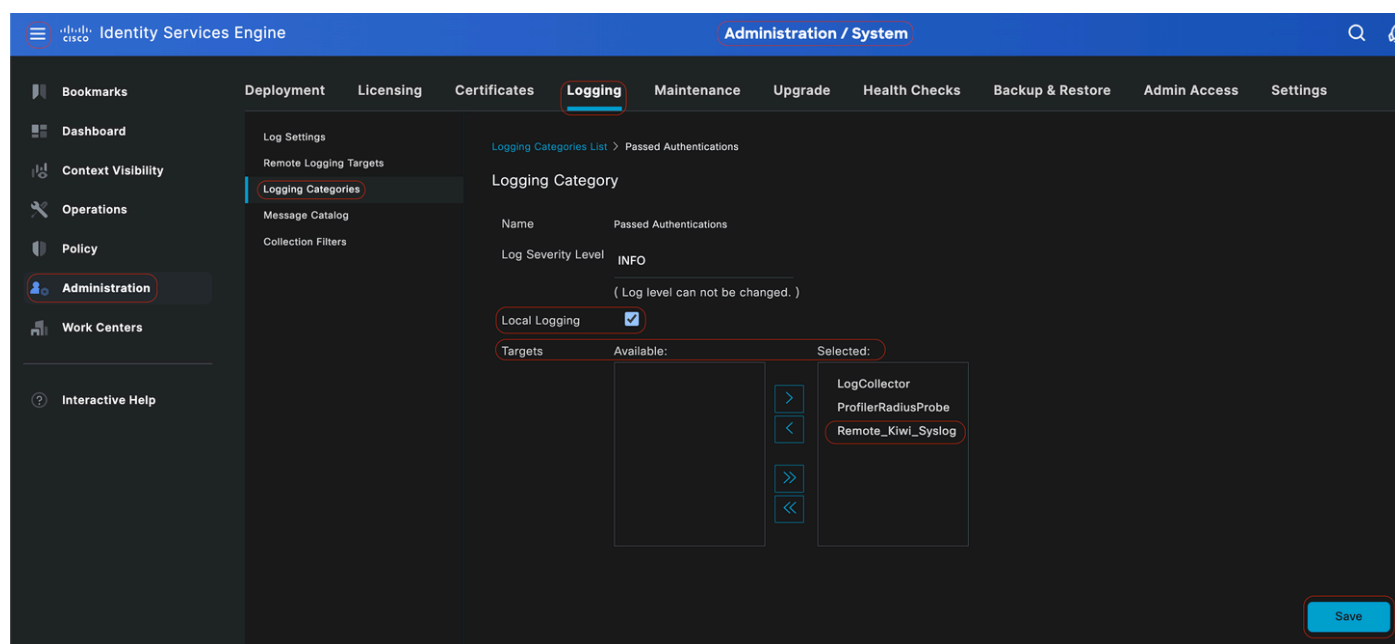 cisco Identity Services Engine
Administration / System
Bookmarks
Dashboard
Context Visibility
Operations
Policy
Administration
Work Centers
? Interactive Help
Deployment Licensing Certificates Logging Maintenance Upgrade Health Checks Backup & Restore Admin Access Settings
Log Settings
Remote Logging Targets
Logging Categories
Message Catalog
Collection Filters
Logging Categories List > Passed Authentications
Logging Category
Name Passed Authentications
Log Severity Level INFO
( Log level can not be changed. )
Local Logging
Targets Available: Selected:
LogCollector
ProfilerRadiusProbe
Remote_Kiwi_Syslog
Save